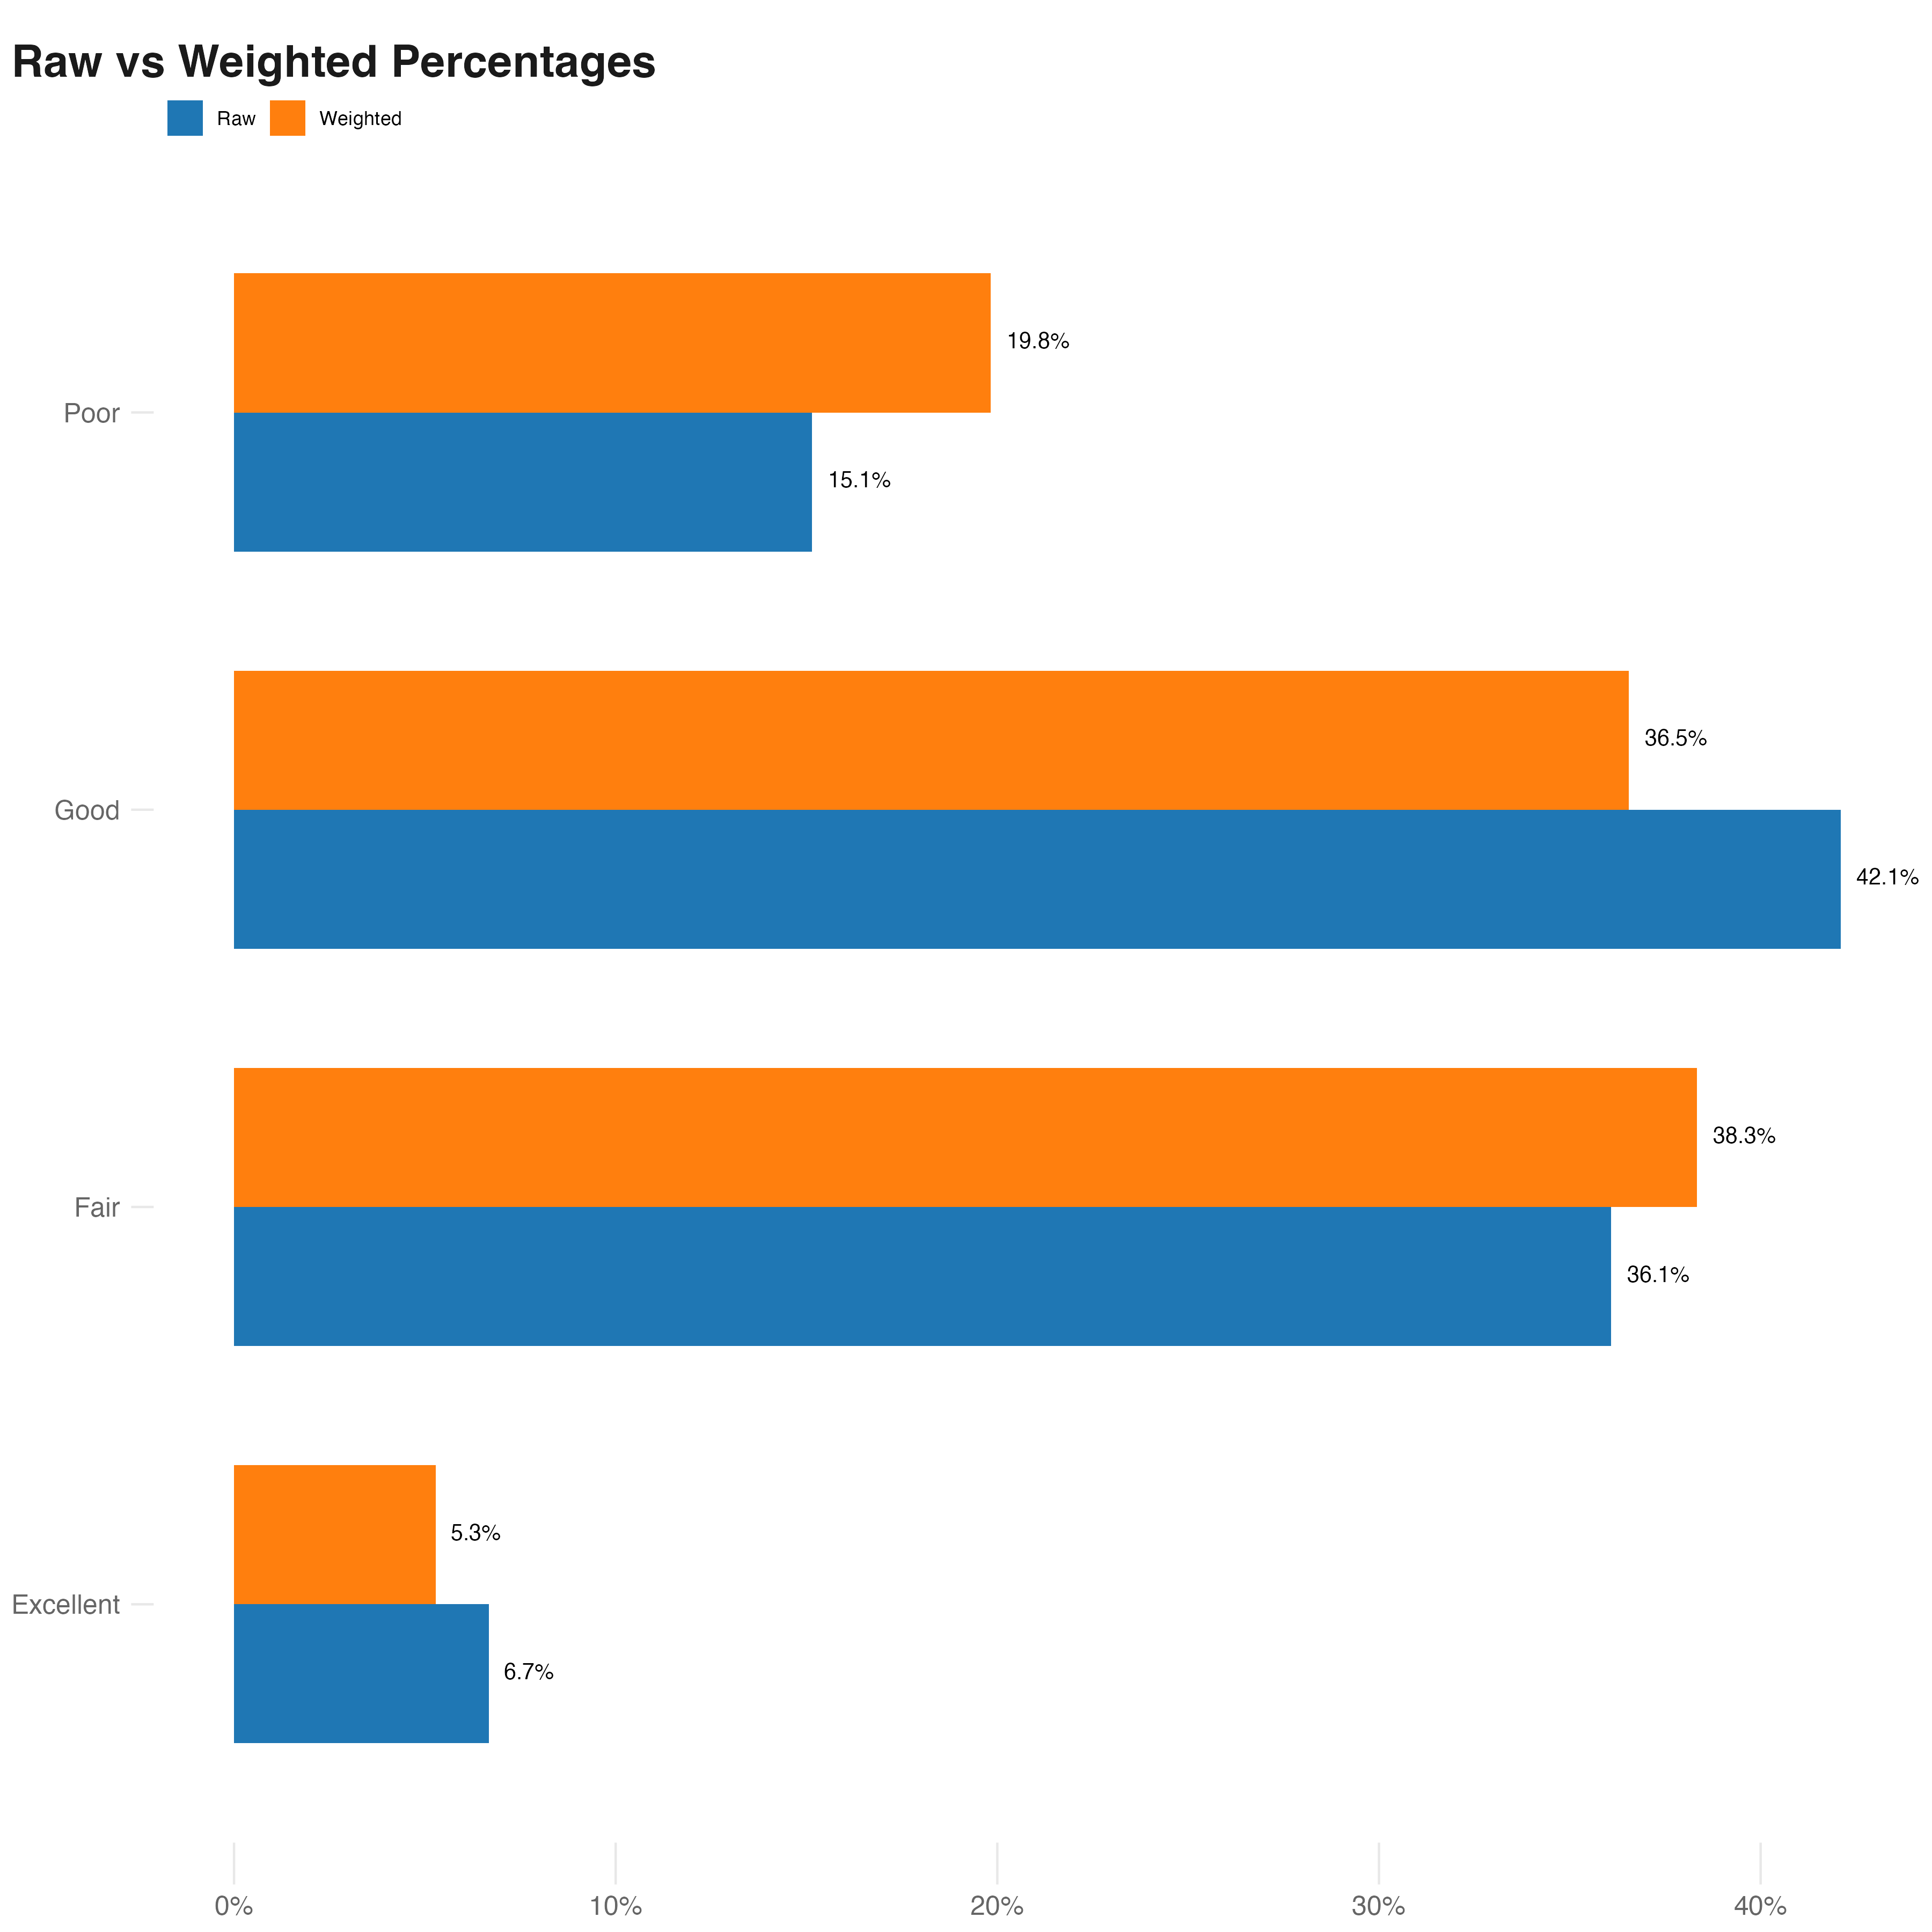 Raw vs Weighted Percentages
Raw Weighted
19.8%
Poor
15.1%
36.5%
Good
42.1%
38.3%
Fair
36.1%
5.3%
Excellent
6.7%
0% 10% 20% 30% 40%